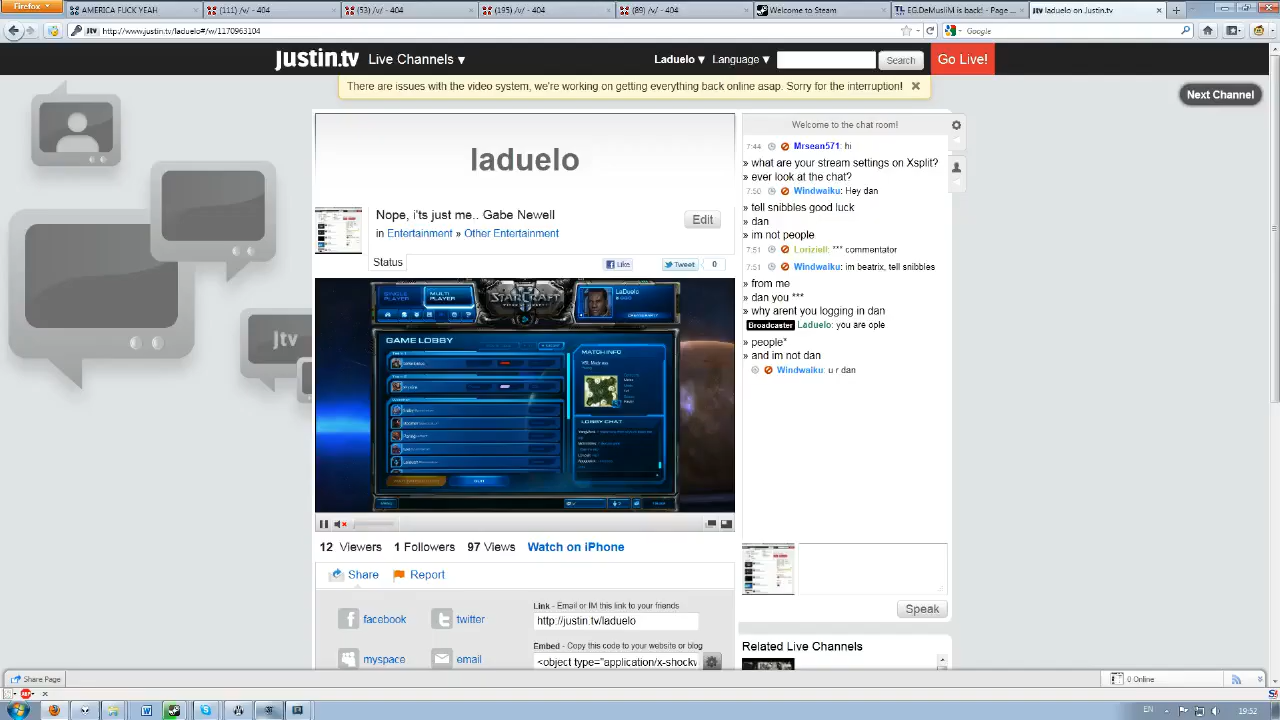 Firefox
AMERICA FUCK YEAH
(111) /v/ - 404
(53) /v/ - 404
(195) /v/ - 404
(89) /v/ - 404
Welcome to Steam
EG.DeMusliM is back! - Page ...
laduelo on Justin.tv
http://www.justin.tv/laduelo#/w/1170963104
Google
justin.tv
Live Channels
Laduelo
Language
Search
Go Live!
There are issues with the video system, we're working on getting everything back online asap. Sorry for the interruption!
Next Channel
laduelo
Nope, i'ts just me.. Gabe Newell
in Entertainment » Other Entertainment
Edit
Status
Like
Tweet
0
SINGLE PLAYER
MULTI PLAYER
STARCRAFT
LaDuelo
GAME LOBBY
MATCH INFO
LOBBY CHAT
12 Viewers
1 Followers
97 Views
Watch on iPhone
Share
Report
facebook
twitter
myspace
email
Link - Email or IM this link to your friends
http://justin.tv/laduelo
Embed - Copy this code to your website or blog
<object type="application/x-shockw
Welcome to the chat room!
7:44 Mrsean571: hi
» what are your stream settings on Xsplit?
» ever look at the chat?
7:50 Windwaiku: Hey dan
» tell snibbles good luck
» dan
» im not people
7:51 Loriziell: *** commentator
7:51 Windwaiku: im beatrix, tell snibbles
» from me
» dan you ***
» why arent you logging in dan
Broadcaster Laduelo: you are ople
» people*
» and im not dan
Windwaiku: u r dan
Speak
Related Live Channels
jtv
Share Page
0 Online
EN
19:52